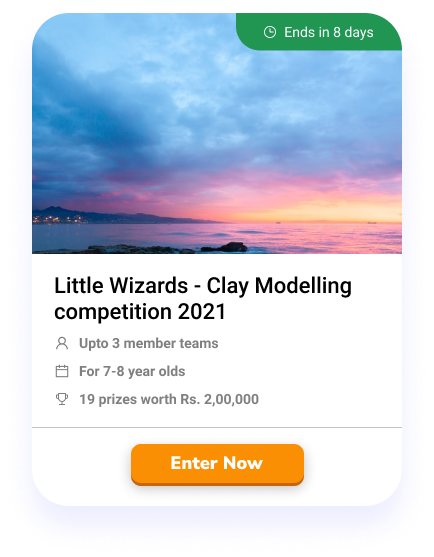 Ends in 8 days
Little Wizards - Clay Modelling
competition 2021
Upto 3 member teams
For 7-8 year olds
19 prizes worth Rs. 2,00,000
Enter Now